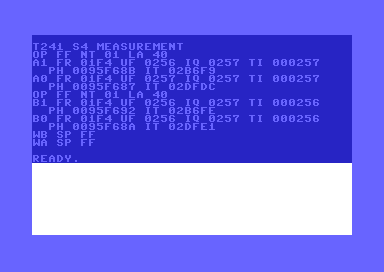 T241 S4 MEASUREMENT
OP FF NT 01 LA 40
A1 FR 01F4 UF 0256 IQ 0257 TI 000257
PH 0095F68B IT 02B6F9
A0 FR 01F4 UF 0257 IQ 0257 TI 000257
PH 0095F687 IT 02DFDC
OP FF NT 01 LA 40
B1 FR 01F4 UF 0256 IQ 0257 TI 000256
PH 0095F692 IT 02B6FE
B0 FR 01F4 UF 0256 IQ 0257 TI 000256
PH 0095F68A IT 02DFE1
WB SP FF
WA SP FF
READY.